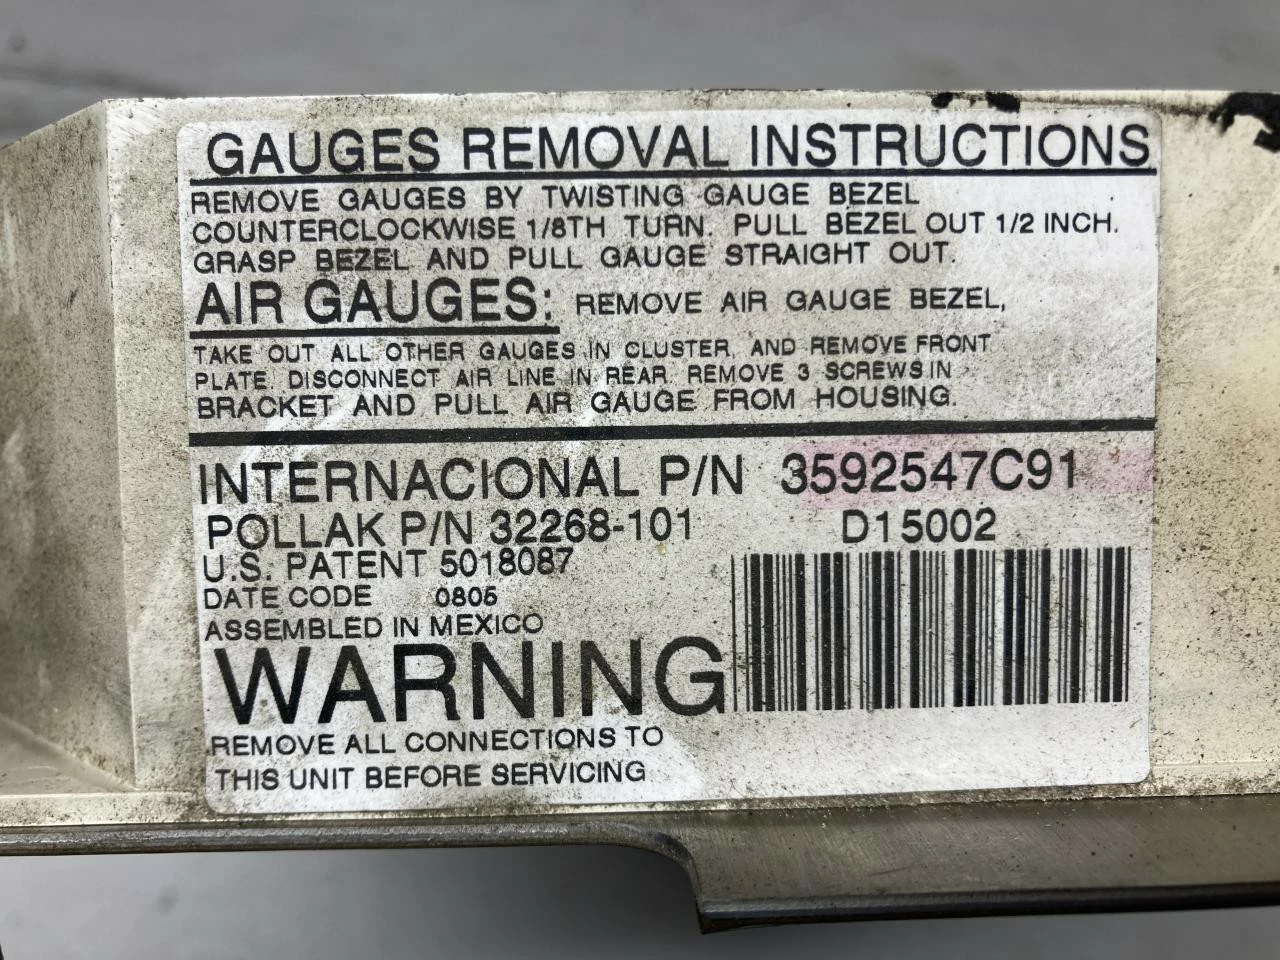 GAUGES REMOVAL INSTRUCTIONS
REMOVE GAUGES BY TWISTING GAUGE BEZEL
COUNTERCLOCKWISE 1/8TH TURN. PULL BEZEL OUT 1/2 INCH.
GRASP BEZEL AND PULL GAUGE STRAIGHT OUT.
AIR GAUGES: REMOVE AIR GAUGE BEZEL,
TAKE OUT ALL OTHER GAUGES IN CLUSTER, AND REMOVE FRONT
PLATE. DISCONNECT AIR LINE IN REAR. REMOVE 3 SCREWS IN
BRACKET AND PULL AIR GAUGE FROM HOUSING.
INTERNACIONAL P/N 3592547C91
POLLAK P/N 32268-101 D15002
U.S. PATENT 5018087
DATE CODE 0805
ASSEMBLED IN MEXICO
WARNING
REMOVE ALL CONNECTIONS TO
THIS UNIT BEFORE SERVICING